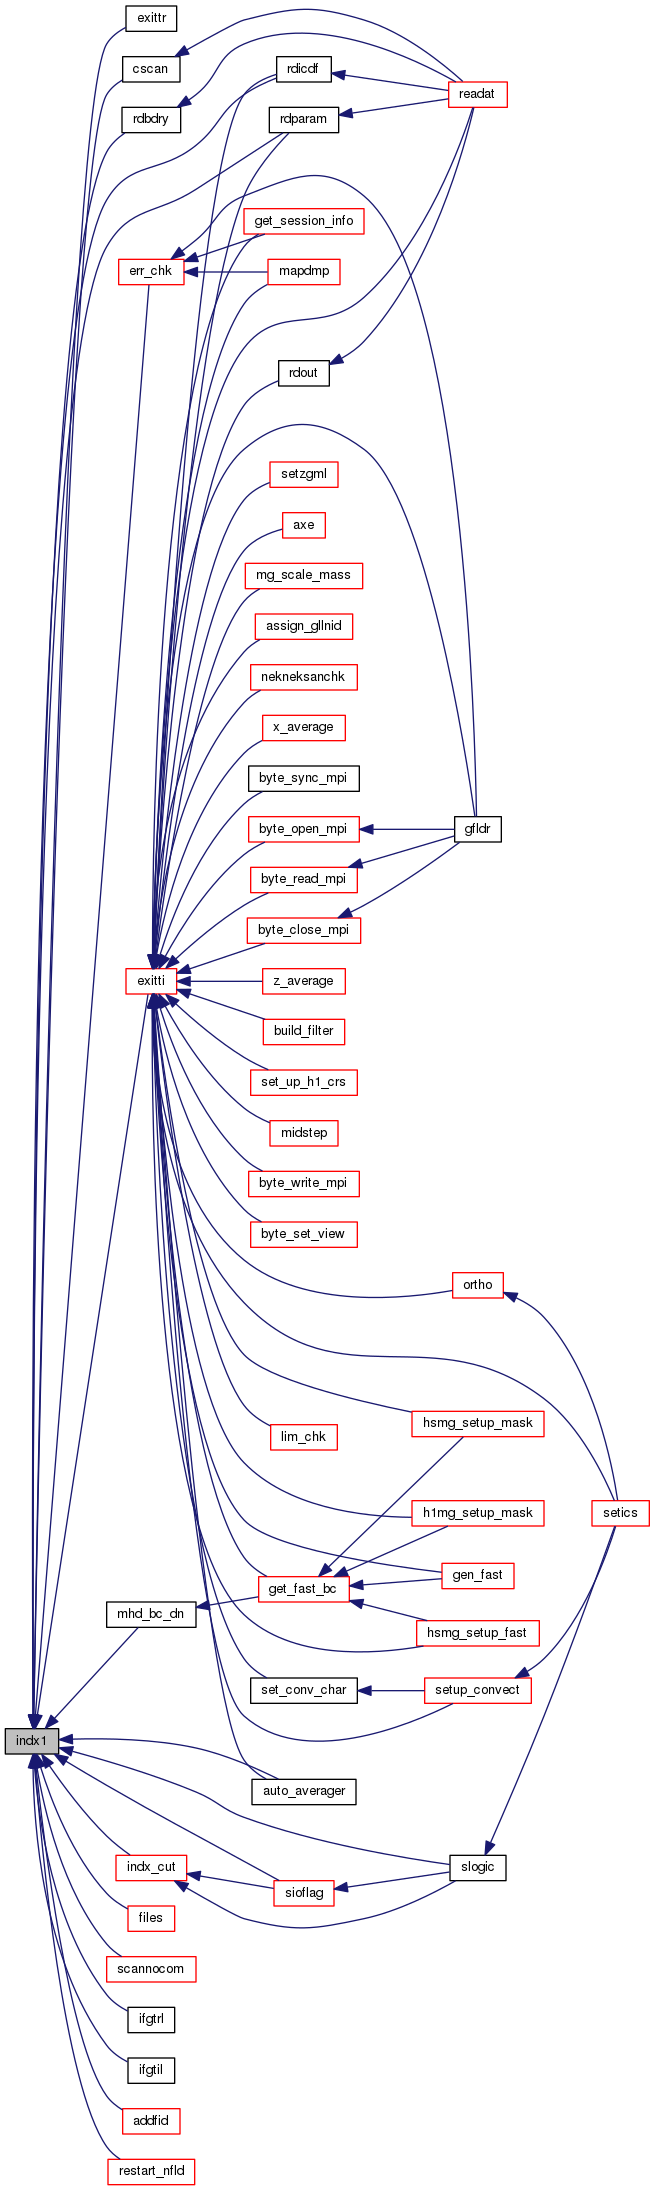 exittr
cscan
rdicdf
readat
rdbdry
rdparam
get_session_info
err_chk
mapdmp
rdout
setzgml
axe
mg_scale_mass
assign_gllnid
nekneksanchk
x_average
byte_sync_mpi
byte_open_mpi
gfldr
byte_read_mpi
byte_close_mpi
exitti
z_average
build_filter
set_up_h1_crs
midstep
byte_write_mpi
byte_set_view
ortho
hsmg_setup_mask
lim_chk
h1mg_setup_mask
setics
gen_fast
get_fast_bc
mhd_bc_dn
hsmg_setup_fast
set_conv_char
setup_convect
indx1
auto_averager
indx_cut
slogic
sioflag
files
scannocom
ifgtrl
ifgtil
addfid
restart_nfld